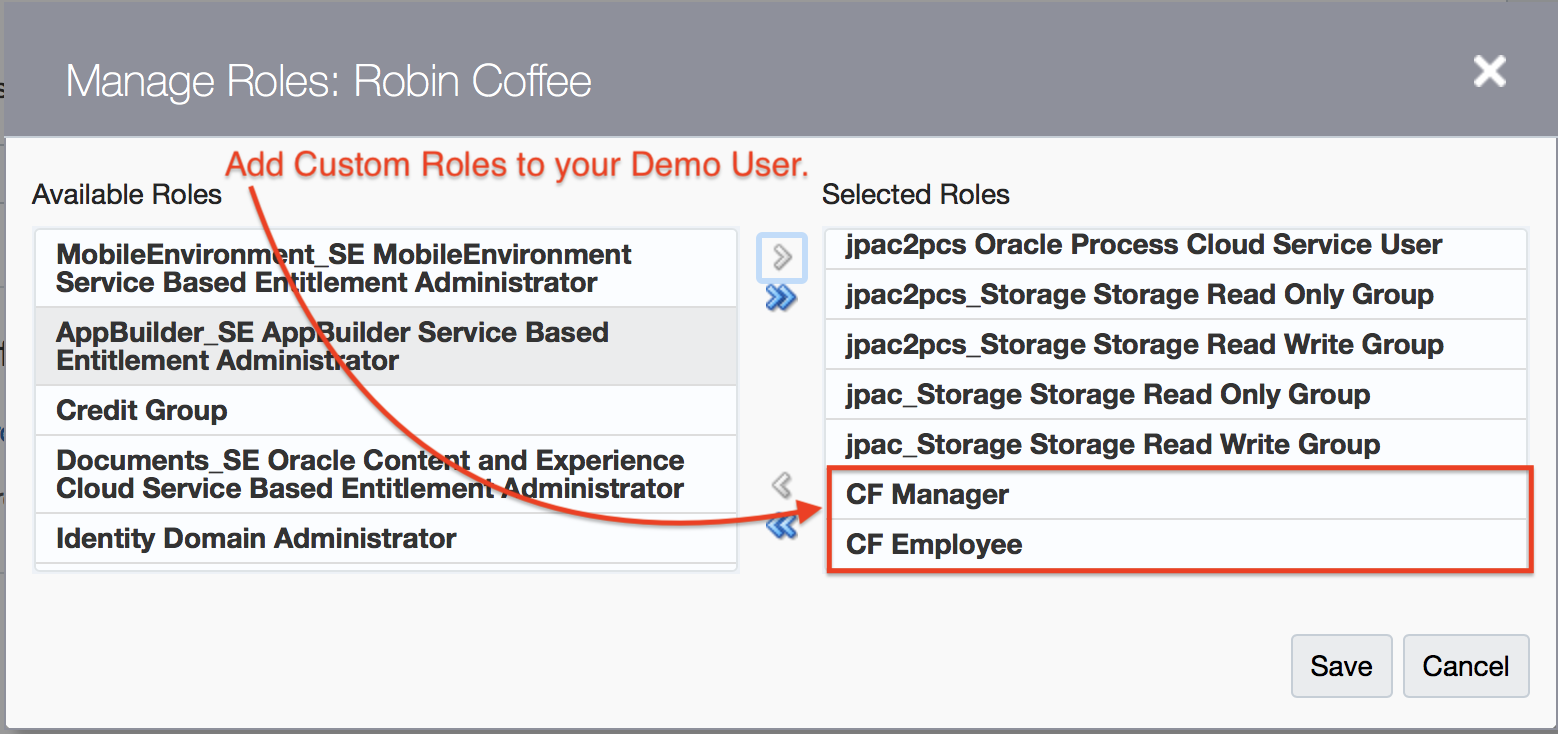 Manage Roles: Robin Coffee
Add Custom Roles to your Demo User.
Available Roles
MobileEnvironment_SE MobileEnvironment
Service Based Entitlement Administrator
AppBuilder_SE AppBuilder Service Based
Entitlement Administrator
Credit Group
Documents_SE Oracle Content and Experience
Cloud Service Based Entitlement Administrator
Identity Domain Administrator
Selected Roles
jpac2pcs Oracle Process Cloud Service User
jpac2pcs_Storage Storage Read Only Group
jpac2pcs_Storage Storage Read Write Group
jpac_Storage Storage Read Only Group
jpac_Storage Storage Read Write Group
CF Manager
CF Employee
Save
Cancel